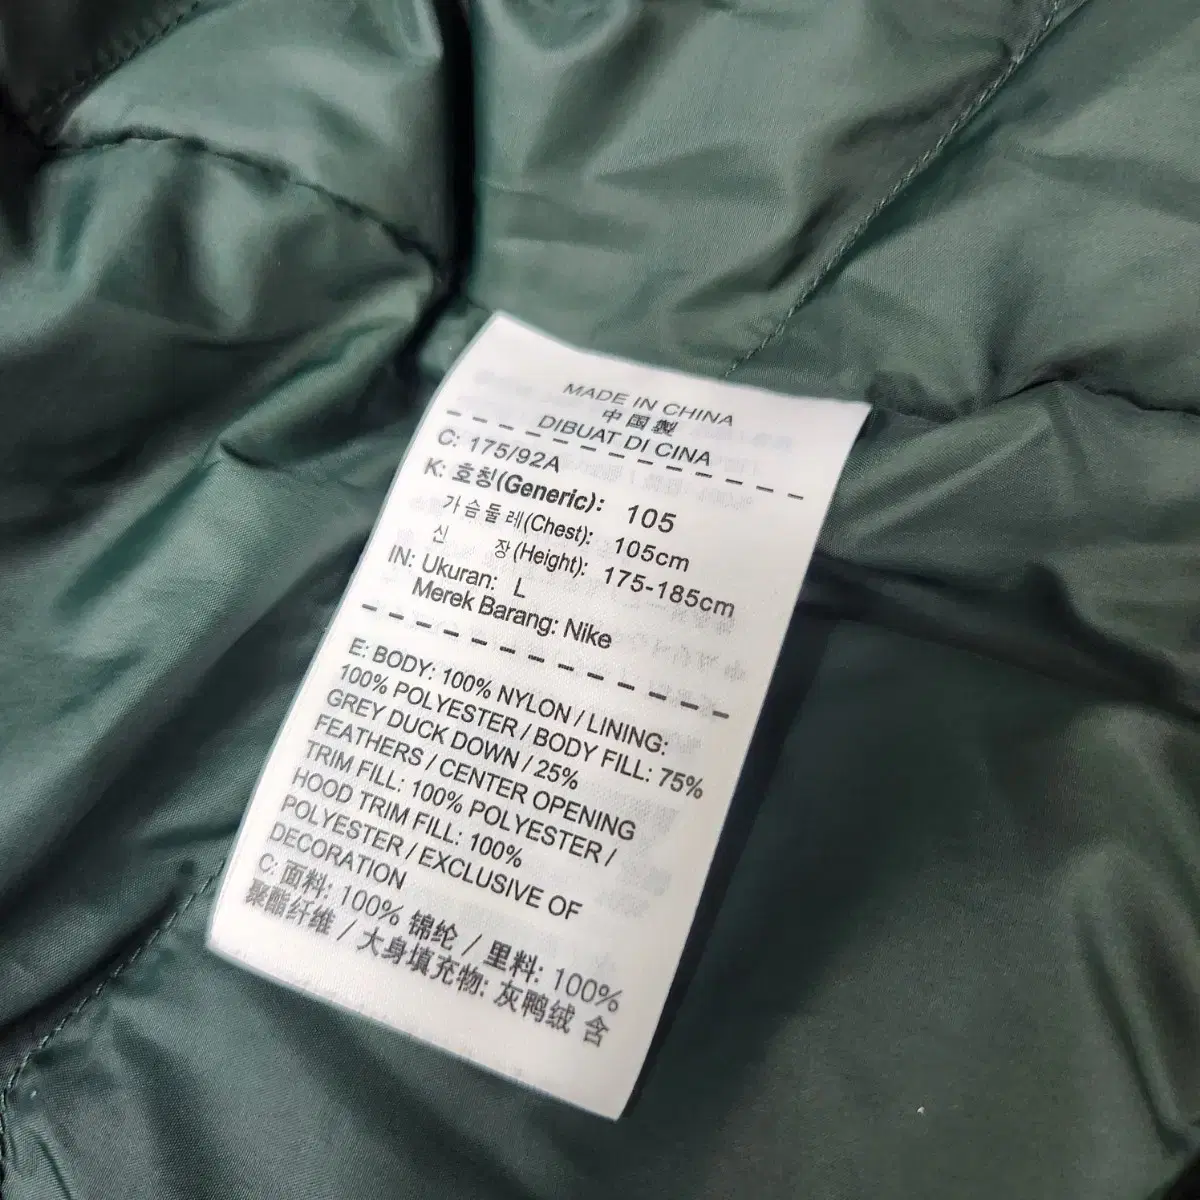 MADE IN CHINA
中国製
DIBUAT DI CINA
C: 175/92A
K: 호칭(Generic): 105
가슴둘레(Chest): 105cm
신 장(Height): 175-185cm
IN: Ukuran: L
Merek Barang: Nike
E: BODY: 100% NYLON / LINING:
100% POLYESTER / BODY FILL: 75%
GREY DUCK DOWN / 25%
FEATHERS / CENTER OPENING
TRIM FILL: 100% POLYESTER /
HOOD TRIM FILL: 100%
POLYESTER / EXCLUSIVE OF
DECORATION
C: 面料: 100% 锦纶 / 里料: 100%
聚酯纤维 / 大身填充物: 灰鸭绒 含